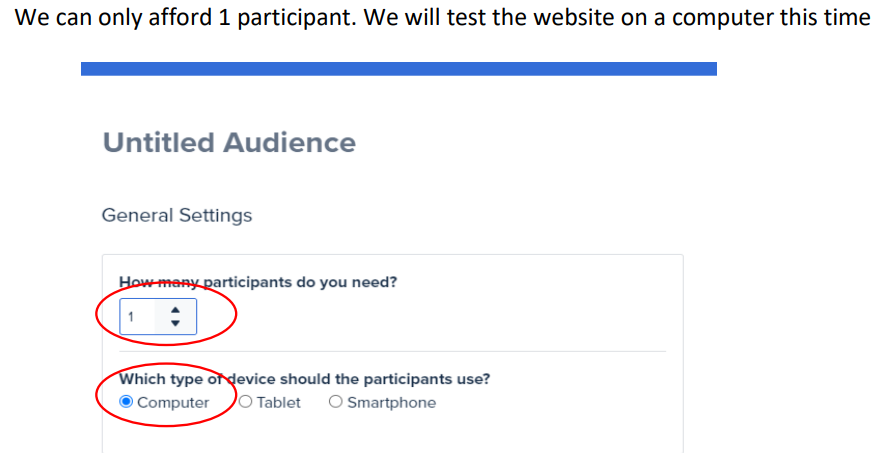 We can only afford 1 participant. We will test the website on a computer this time
Untitled Audience
General Settings
How many participants do you need?
1
Which type of device should the participants use?
Computer Tablet Smartphone